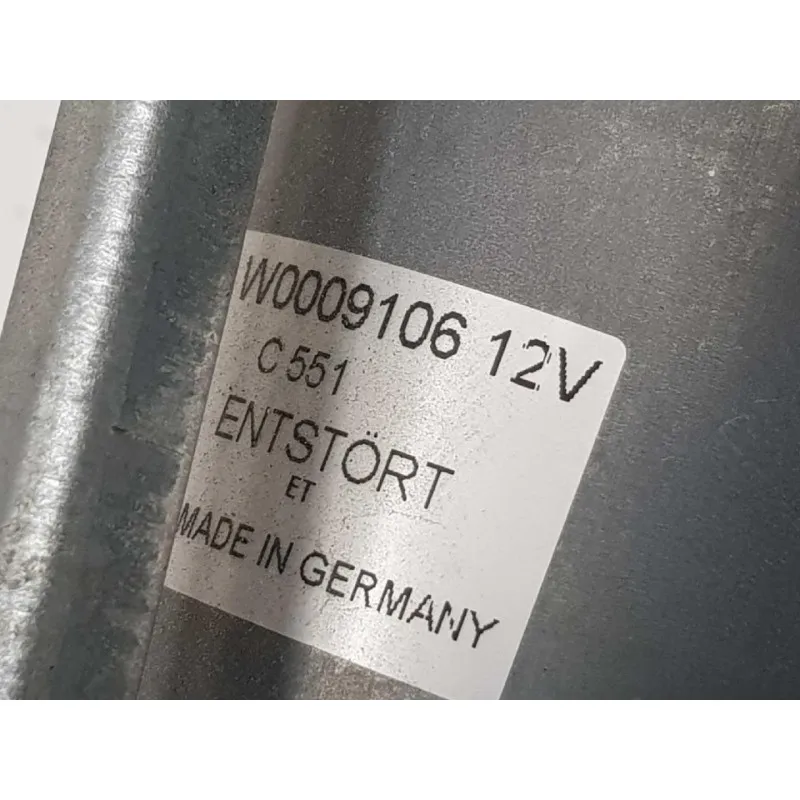 W0009106 12V
C 551
ENTSTÖRT
ET
MADE IN GERMANY